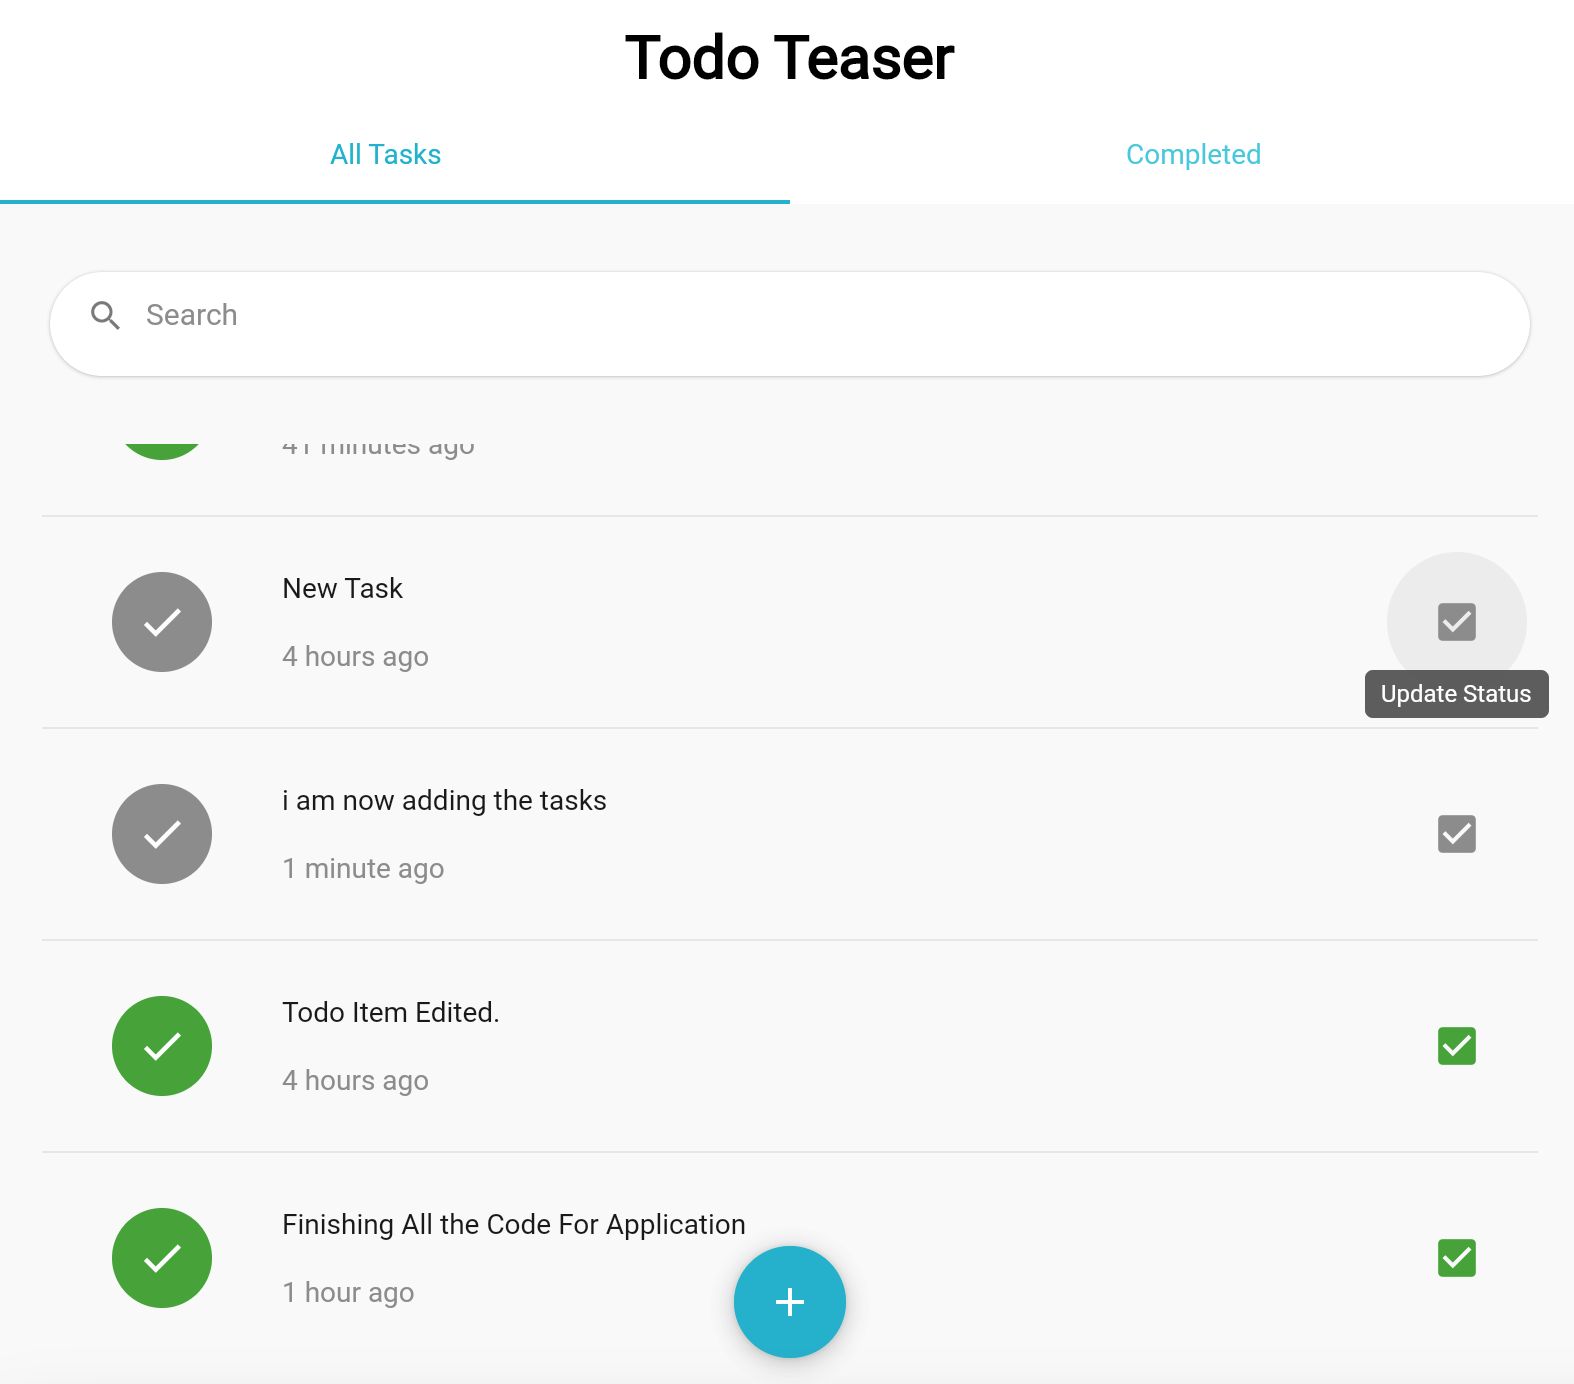 Todo Teaser
All Tasks
Completed
Search
41 minutes ago
New Task
4 hours ago
Update Status
i am now adding the tasks
1 minute ago
Todo Item Edited.
4 hours ago
Finishing All the Code For Application
1 hour ago